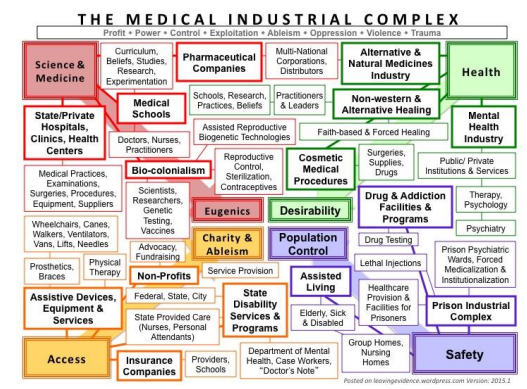 THE MEDICAL INDUSTRIAL COMPLEX
Profit • Power • Control • Exploitation • Ableism • Oppression • Violence • Trauma
Science &
Medicine
Curriculum,
Beliefs, Studies,
Research,
Experimentation
Pharmaceutical
Companies
Multi-National
Corporations,
Distributors
Alternative &
Natural Medicines
Industry
Health
Medical
Schools
Schools, Research,
Practices, Beliefs
Practitioners
& Leaders
Non-western &
Alternative Healing
State/Private
Hospitals,
Clinics, Health
Centers
Doctors, Nurses,
Practitioners
Assisted Reproductive
Biogenetic Technologies
Faith-based & Forced Healing
Mental
Health
Industry
Medical Practices,
Examinations,
Surgeries, Procedures,
Equipment, Suppliers
Bio-colonialism
Reproductive
Control,
Sterilization,
Contraceptives
Cosmetic
Medical
Procedures
Surgeries,
Supplies,
Drugs
Public/ Private
Institutions & Services
Scientists,
Researchers,
Genetic
Testing,
Vaccines
Eugenics
Desirability
Drug & Addiction
Facilities &
Programs
Therapy,
Psychology
Psychiatry
Wheelchairs, Canes,
Walkers, Ventilators,
Vans, Lifts, Needles
Advocacy,
Fundraising
Charity &
Ableism
Population
Control
Drug Testing
Prison Psychiatric
Wards, Forced
Medicalization &
Institutionalization
Prosthetics,
Braces
Physical
Therapy
Non-Profits
Service Provision
Assisted
Living
Lethal Injections
Assistive Devices,
Equipment &
Services
Federal, State, City
State
Disability
Services &
Programs
Elderly, Sick
& Disabled
Healthcare
Provision &
Facilities for
Prisoners
Prison Industrial
Complex
State Provided Care
(Nurses, Personal
Attendants)
Access
Insurance
Companies
Providers,
Schools
Department of Mental
Health, Case Workers,
"Doctor's Note"
Group Homes,
Nursing
Homes
Safety
Posted on leavingevidence.wordpress.com Version: 2015.1